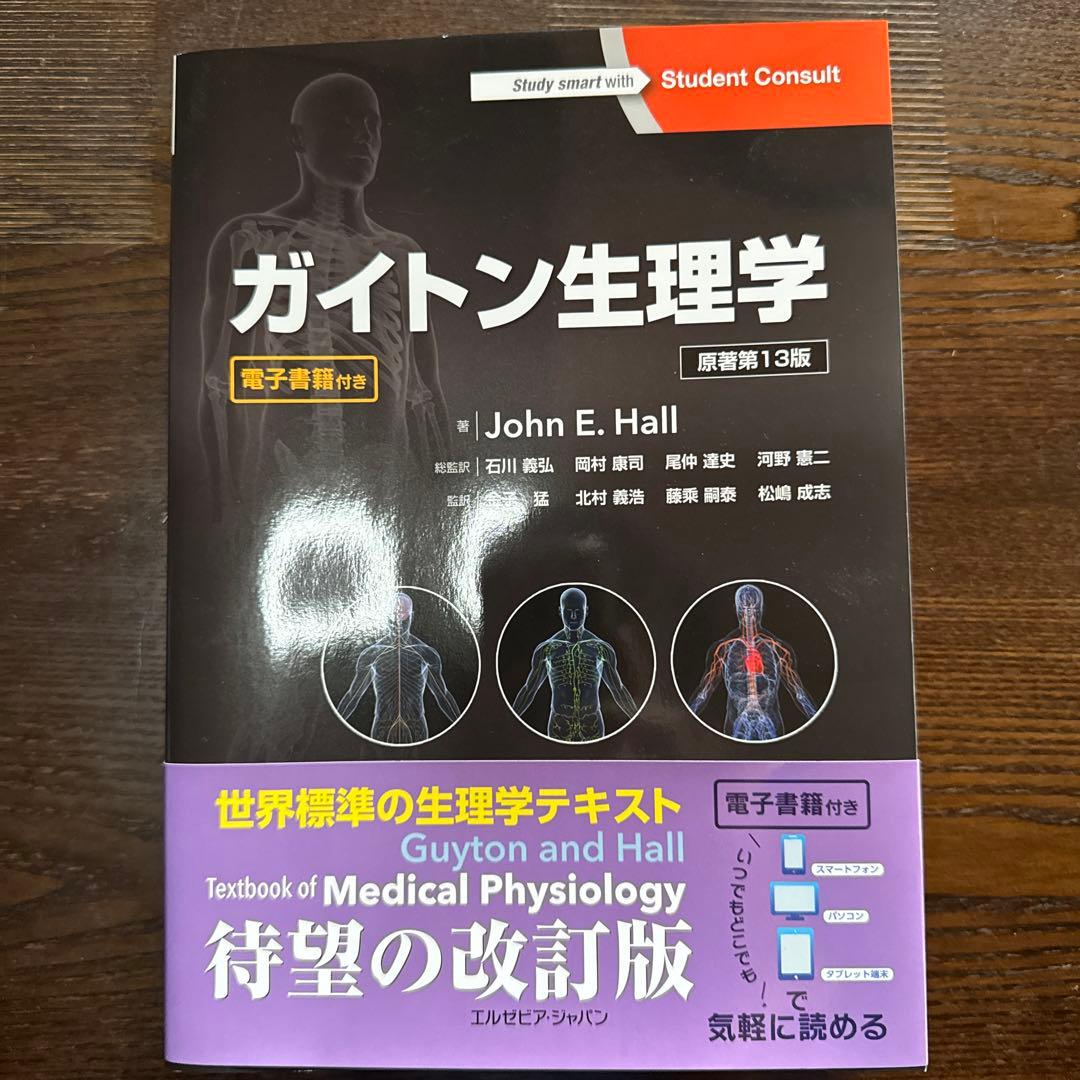 Study smart with Student Consult
ガイトン生理学
電子書籍付き
原著第13版
著 John E. Hall
総監訳 石川 義弘 岡村 康司 尾仲 達史 河野 憲二
監訳 猛 北村 義浩 藤乘 嗣泰 松嶋 成志
世界標準の生理学テキスト
Guyton and Hall
Textbook of Medical Physiology
待望の改訂版
エルゼビア・ジャパン
電子書籍付き
いつでもどこでも!
スマートフォン
パソコン
タブレット端末
で
気軽に読める